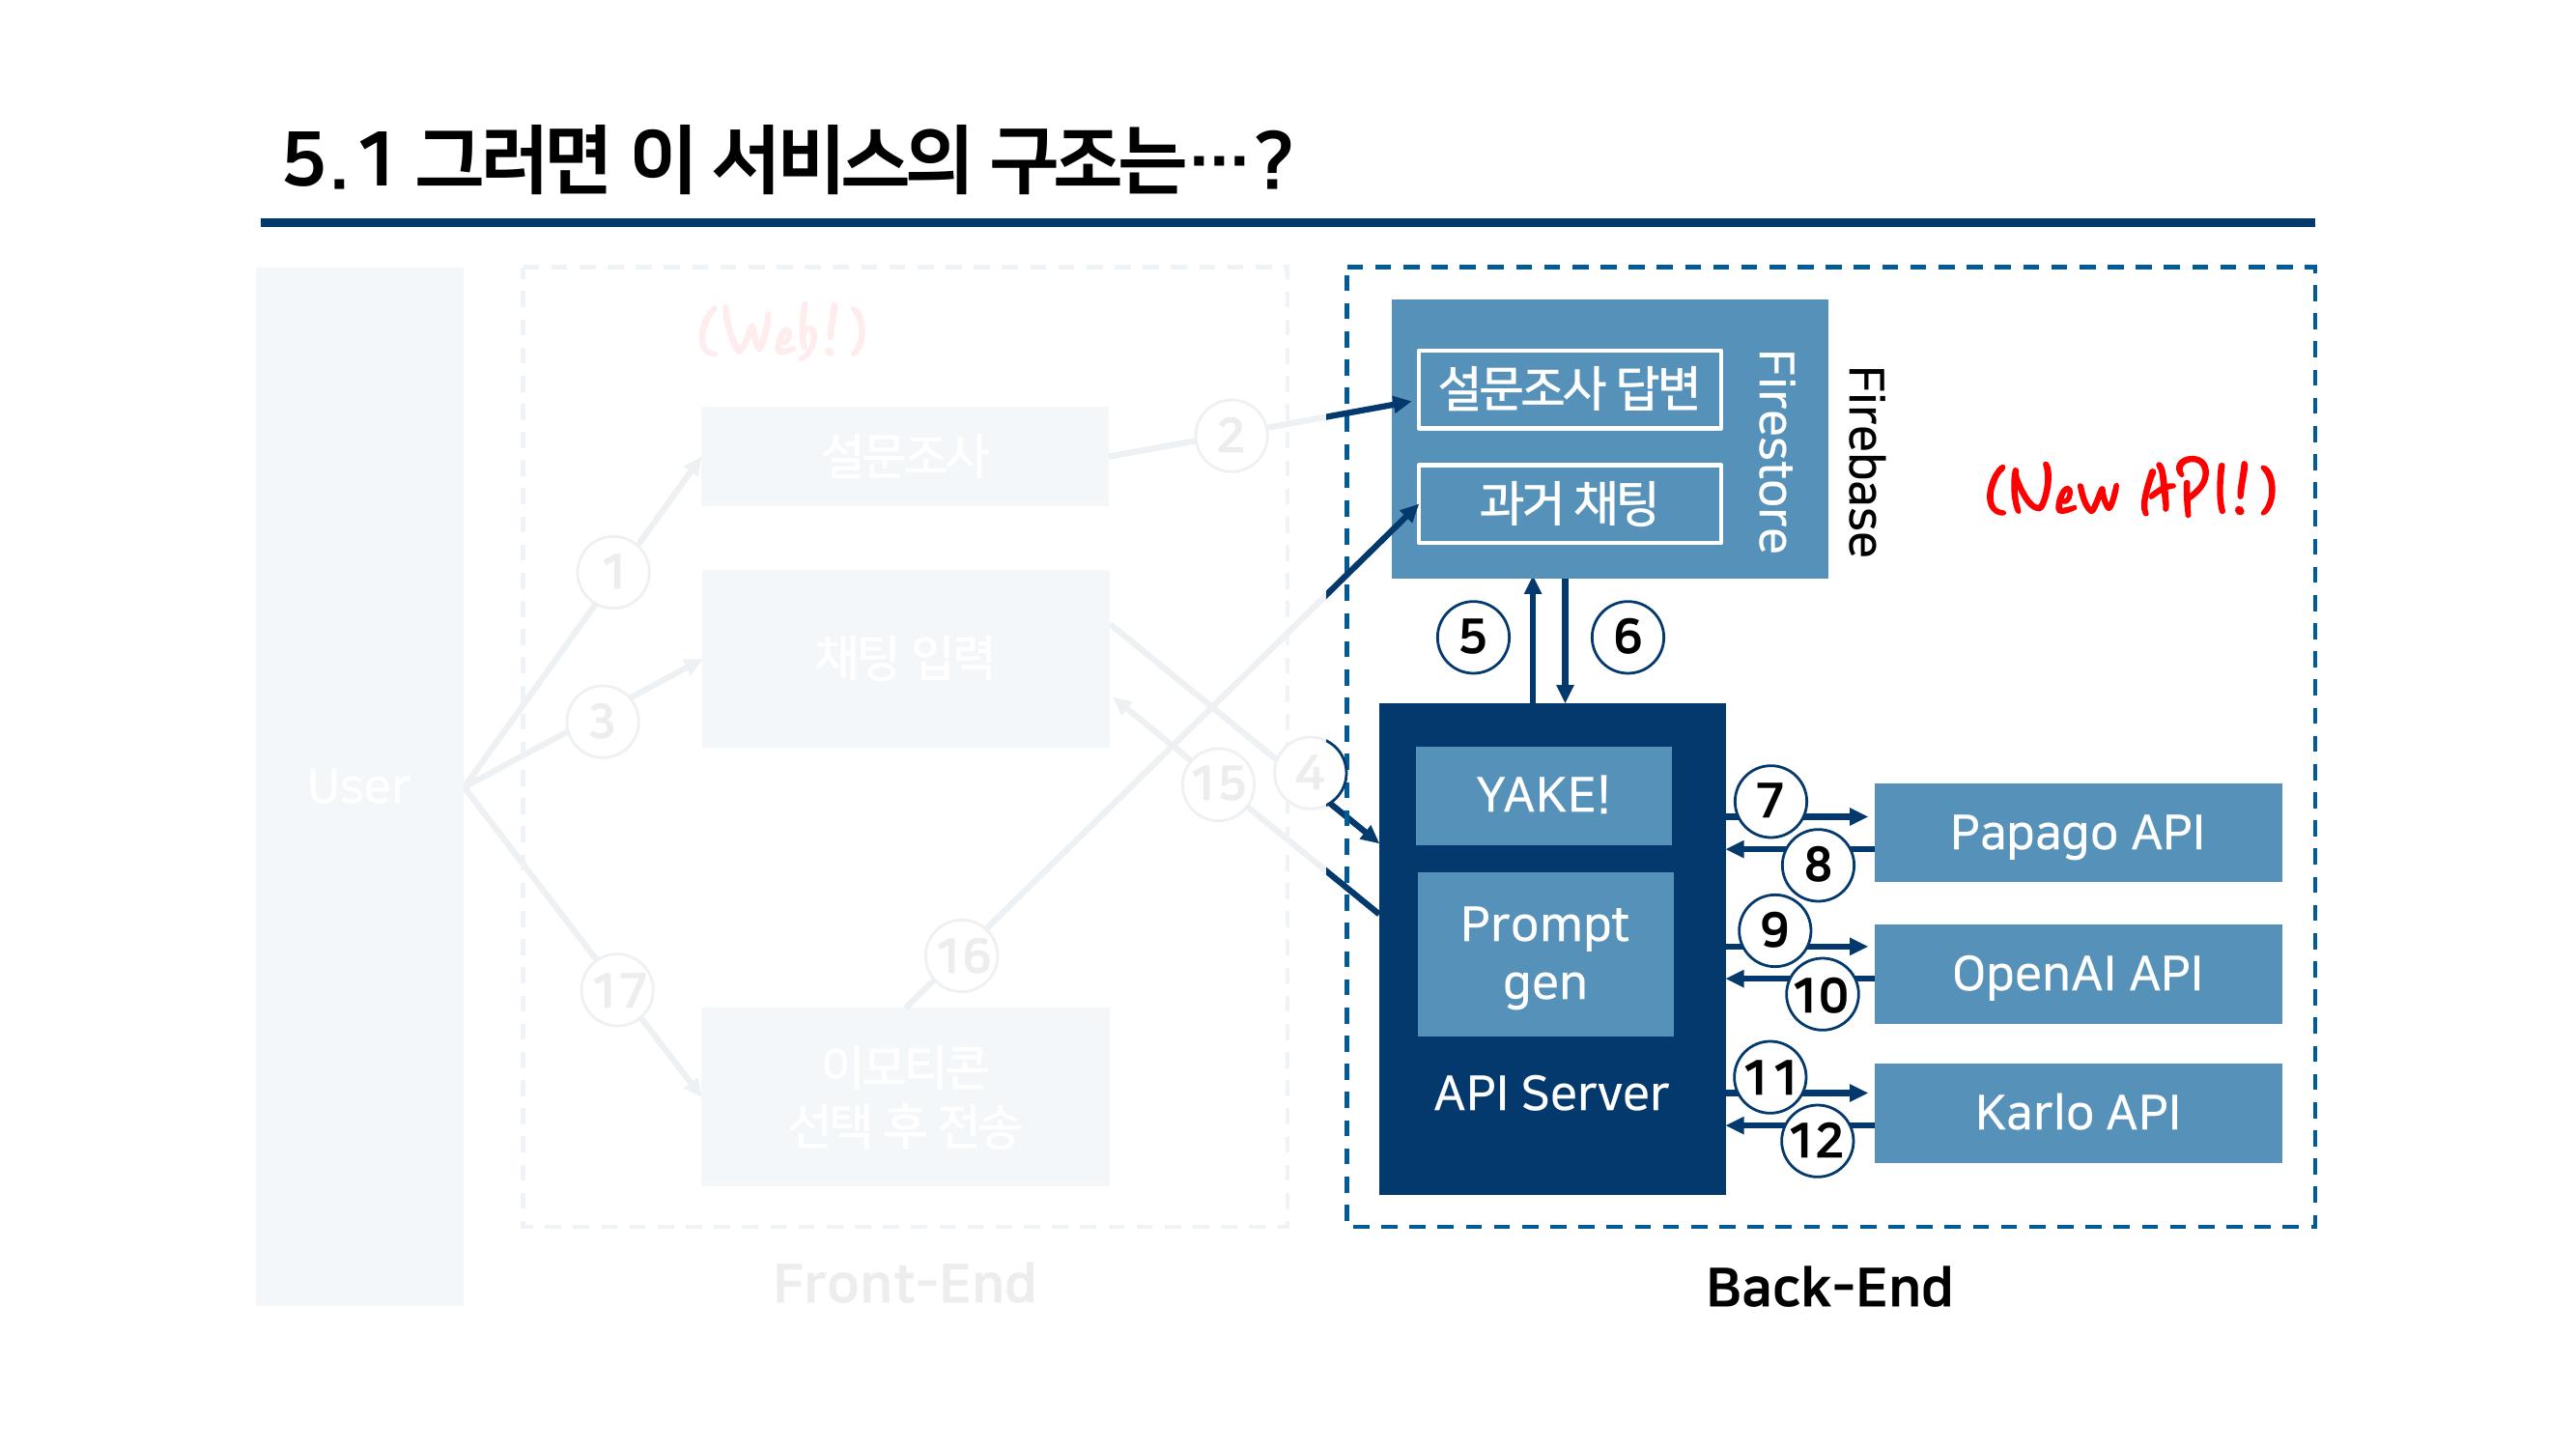 5.1 그러면 이 서비스의 구조는…?
User
(Web!)
설문조사
채팅 입력
이모티콘
선택 후 전송
1
2
3
4
15
16
17
Front-End
설문조사 답변
과거 채팅
Firestore
Firebase
(New API!)
5
6
YAKE!
Prompt
gen
API Server
7
8
9
10
11
12
Papago API
OpenAI API
Karlo API
Back-End